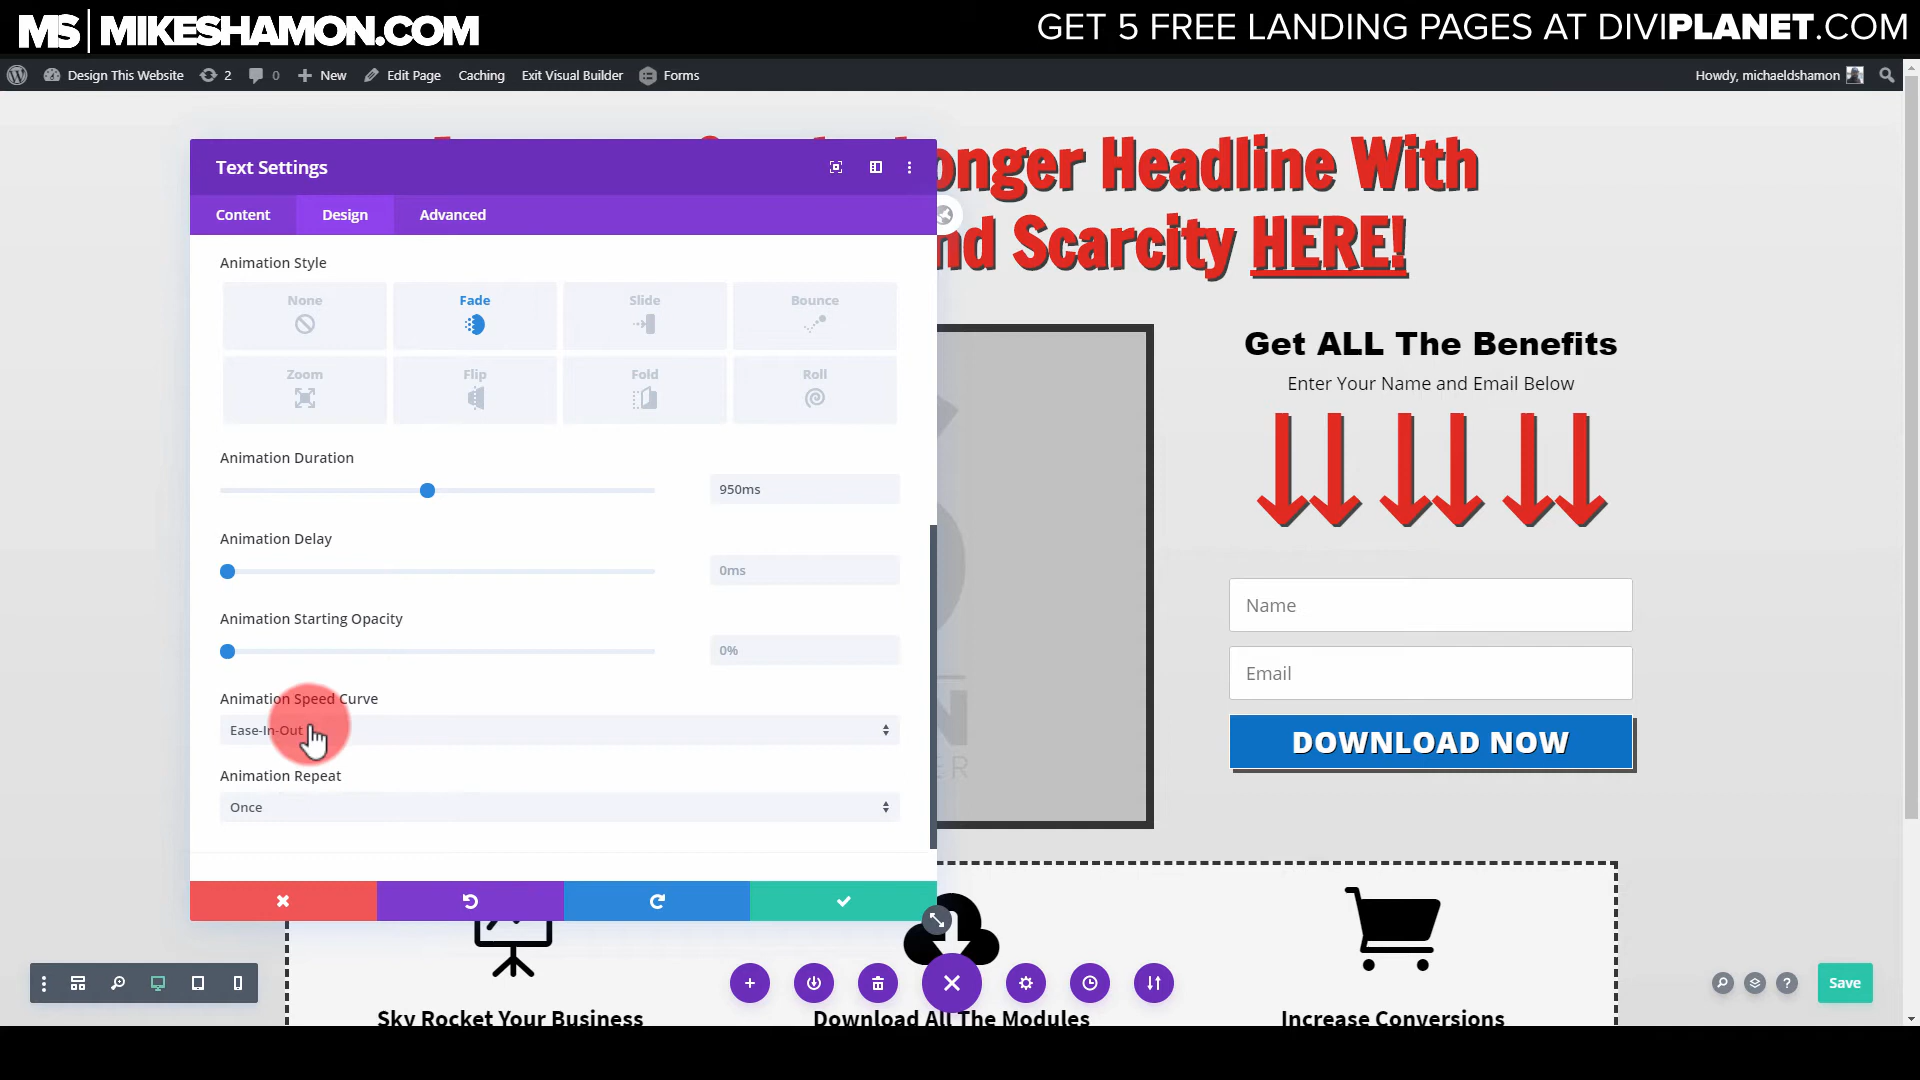 MS MIKESHAMON.COM
GET 5 FREE LANDING PAGES AT DIVIPLANET.COM
Design This Website 2 0 New Edit Page Caching Exit Visual Builder Forms Howdy, michaeldshamon
onger Headline With
nd Scarcity HERE!
Text Settings
Content Design Advanced
Animation Style
None Fade Slide Bounce
Zoom Flip Fold Roll
Animation Duration
950ms
Animation Delay
0ms
Animation Starting Opacity
0%
Animation Speed Curve
Ease-In-Out
Animation Repeat
Once
Get ALL The Benefits
Enter Your Name and Email Below
Name
Email
DOWNLOAD NOW
Sky Rocket Your Business
Download All The Modules
Increase Conversions
Save